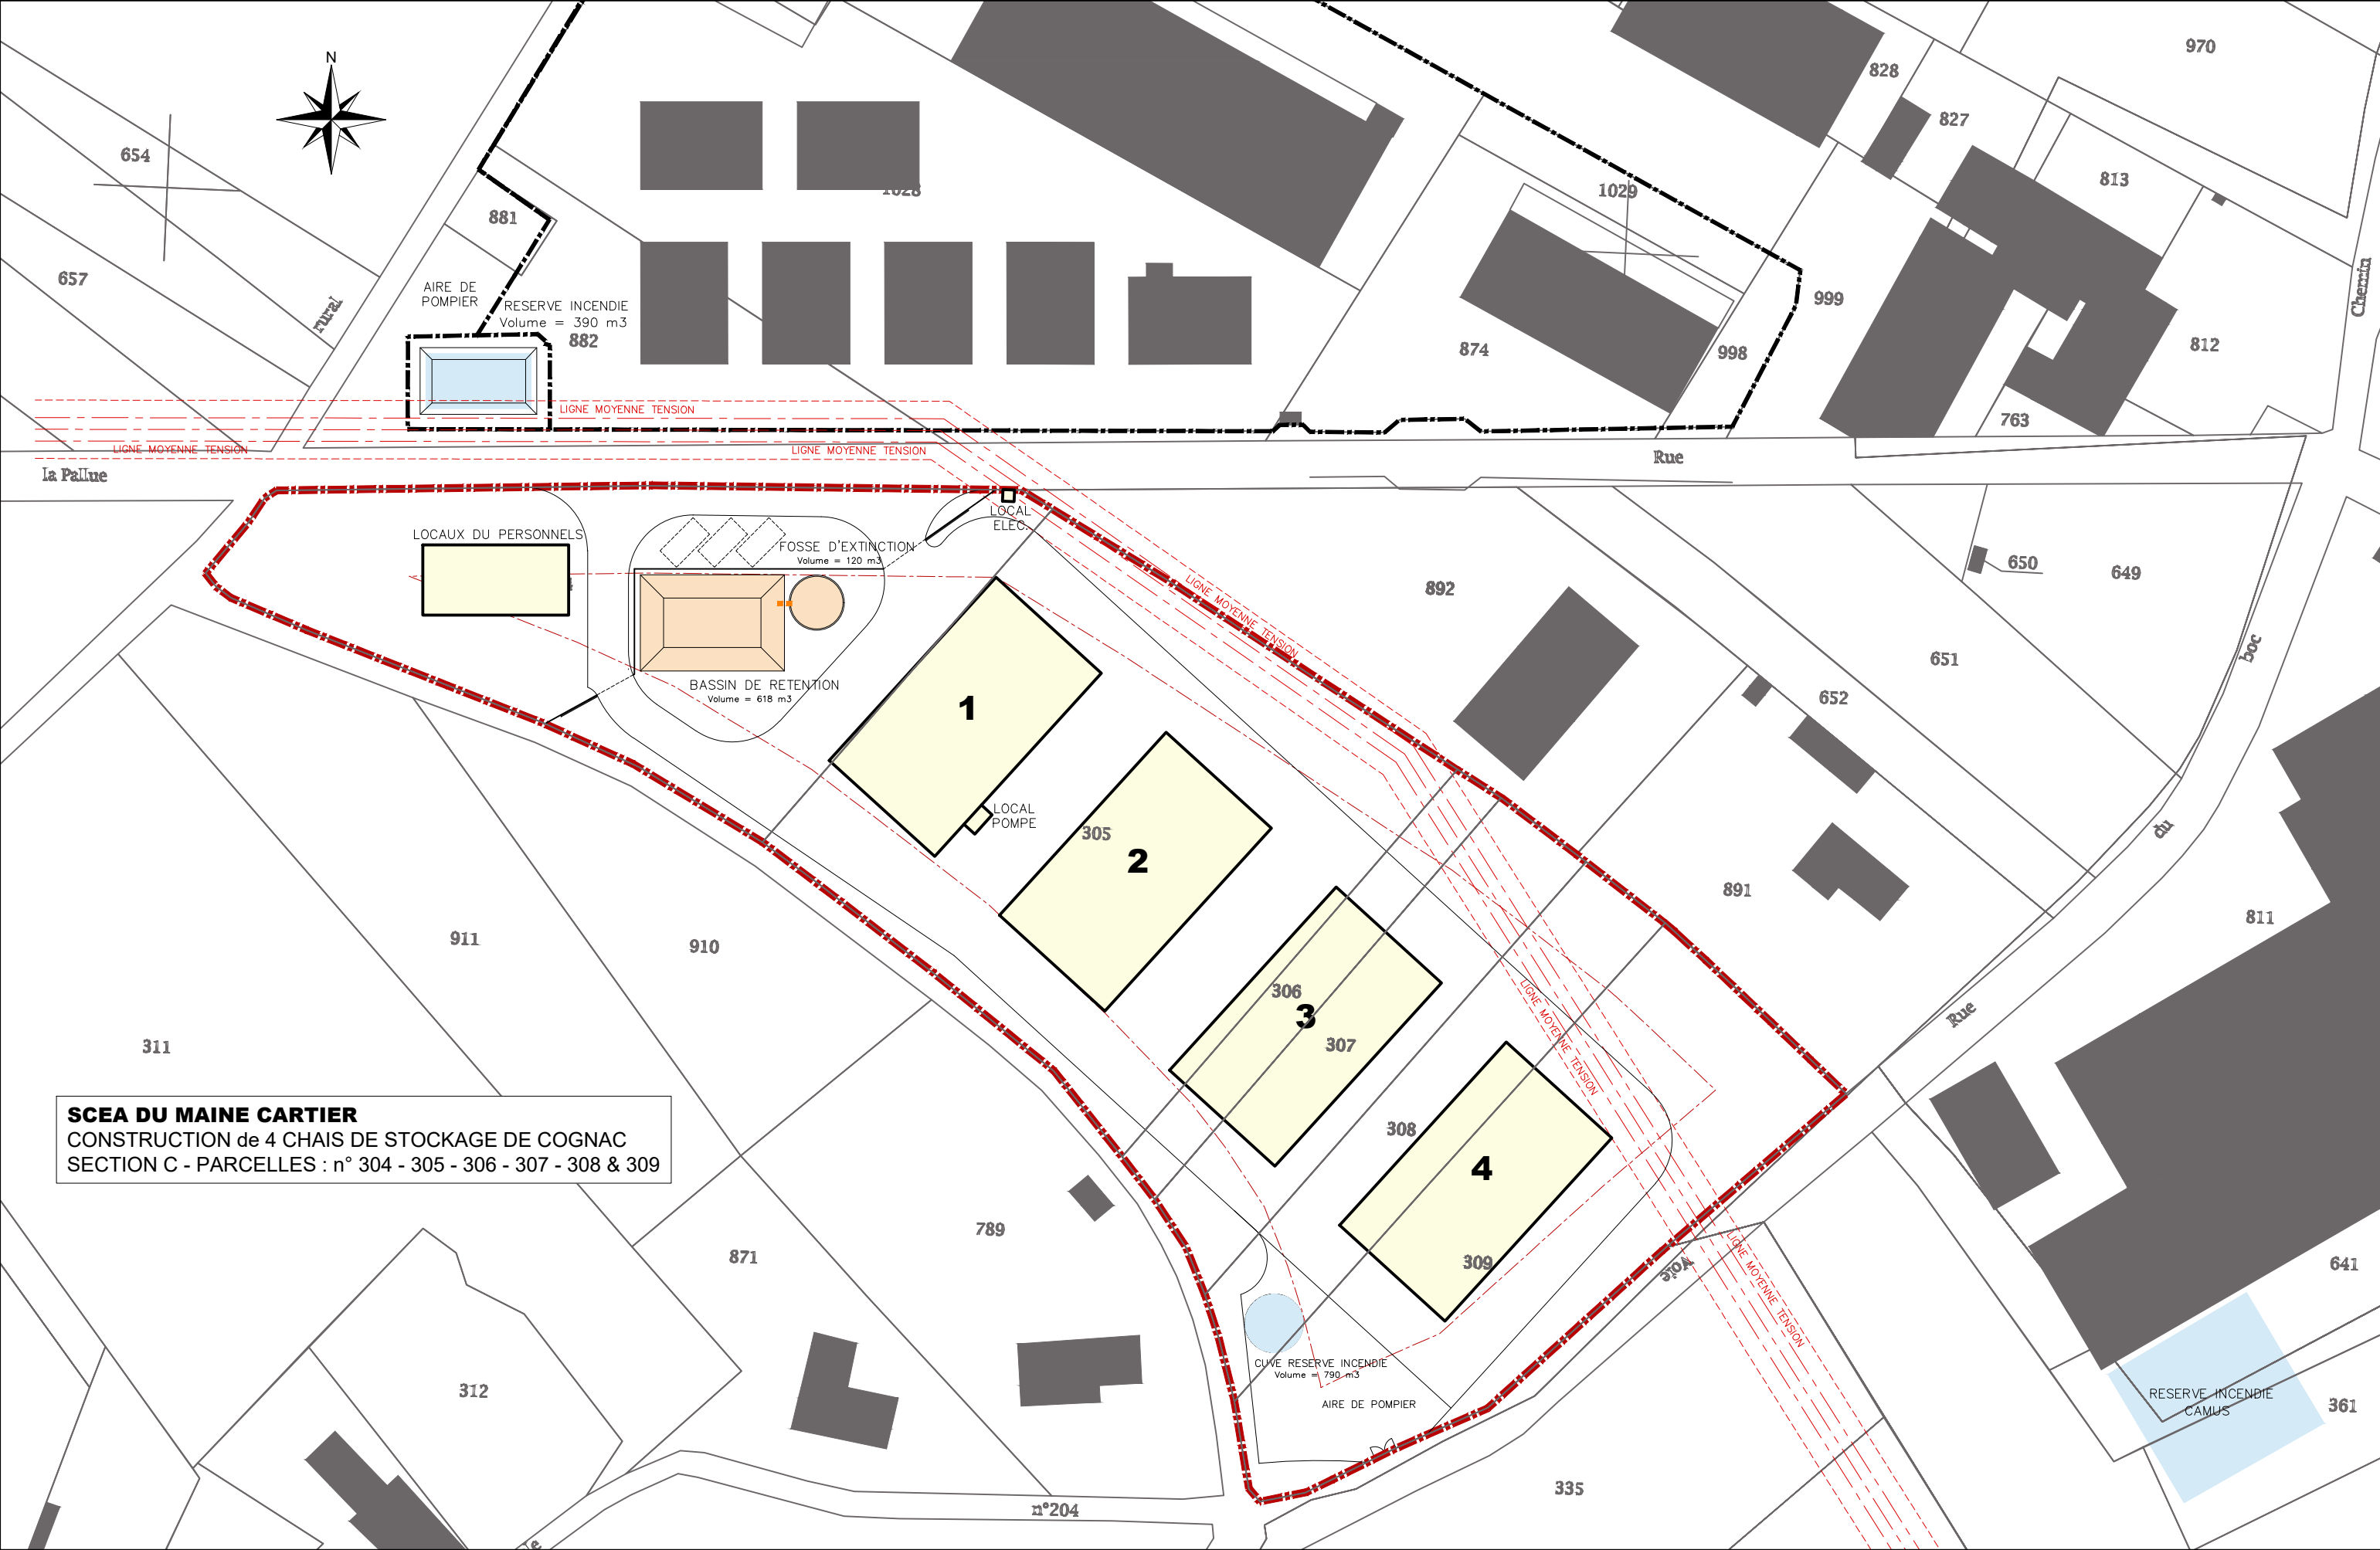 N
970
828
827
654
813
1028
1029
881
657
AIRE DE
POMPIER
RESERVE INCENDIE
Volume = 390 m3
882
rural
999
Chemin
874
998
812
LIGNE MOYENNE TENSION
763
LIGNE MOYENNE TENSION
LIGNE MOYENNE TENSION
Rue
la Pallue
LOCAL
ELEC.
LOCAUX DU PERSONNELS
FOSSE D'EXTINCTION
Volume = 120 m3
650
649
892
LIGNE MOYENNE TENSION
boc
651
BASSIN DE RETENTION
Volume = 618 m3
652
1
LOCAL
POMPE
305
du
2
891
811
911
910
306
3
307
Rue
LIGNE MOYENNE TENSION
311
SCEA DU MAINE CARTIER
CONSTRUCTION de 4 CHAIS DE STOCKAGE DE COGNAC
SECTION C - PARCELLES : n° 304 - 305 - 306 - 307 - 308 & 309
308
4
789
871
309
Voie
LIGNE MOYENNE TENSION
641
CUVE RESERVE INCENDIE
Volume = 790 m3
312
AIRE DE POMPIER
RESERVE INCENDIE
CAMUS
361
335
n°204